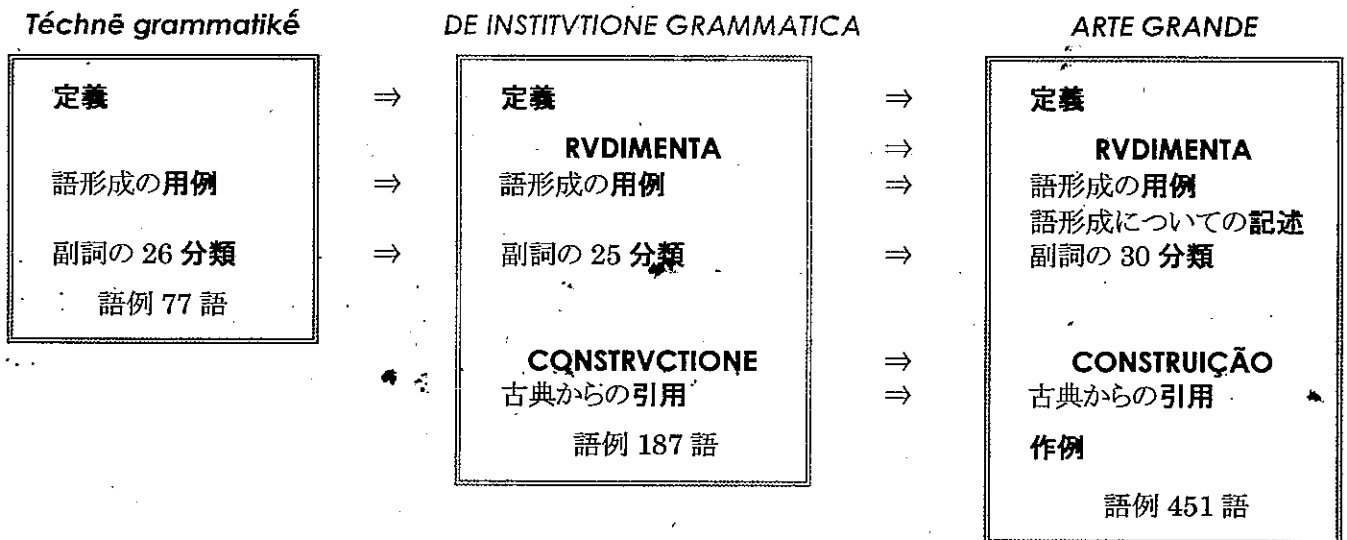 Téchnē grammatikḗ
DE INSTITVTIONE GRAMMATICA
ARTE GRANDE
定義
⇒
定義
⇒
定義
RVDIMENTA
⇒
RVDIMENTA
語形成の用例
⇒
語形成の用例
⇒
語形成の用例
語形成についての記述
副詞の 26 分類
⇒
副詞の 25 分類
⇒
副詞の 30 分類
語例 77 語
CONSTRVCTIONE
⇒
CONSTRUIÇÃO
古典からの引用
⇒
古典からの引用
語例 187 語
作例
語例 451 語